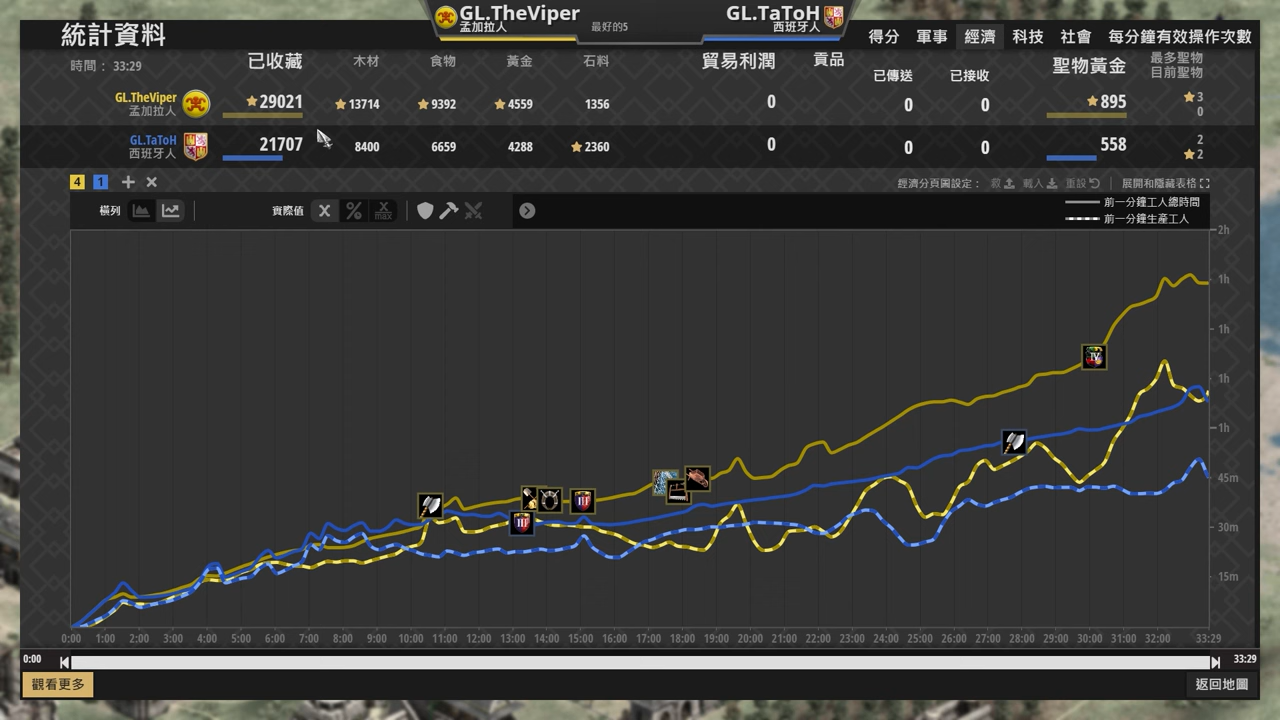 GL.TheViper
孟加拉人
最好的5
GL.TaToH
西班牙人
統計資料
得分 軍事 經濟 科技 社會 每分鐘有效操作次數
時間： 33:29
已收藏 木材 食物 黃金 石料 貿易利潤 貢品 已傳送 已接收 聖物黃金 最多聖物
目前聖物
GL.TheViper
孟加拉人
29021 13714 9392 4559 1356 0 0 0 895 3
0
GL.TaToH
西班牙人
21707 8400 6659 4288 2360 0 0 0 558 2
2
4 1
經濟分頁圖設定： 載入 重設 展開和隱藏表格
橫列 實際值 X % X max
前一分鐘工人總時間
前一分鐘生產工人
2h
1h
1h
1h
1h
45m
30m
15m
IV
III
III
0:00 1:00 2:00 3:00 4:00 5:00 6:00 7:00 8:00 9:00 10:00 11:00 12:00 13:00 14:00 15:00 16:00 17:00 18:00 19:00 20:00 21:00 22:00 23:00 24:00 25:00 26:00 27:00 28:00 29:00 30:00 31:00 32:00 33:29
0:00 33:29
觀看更多 返回地圖